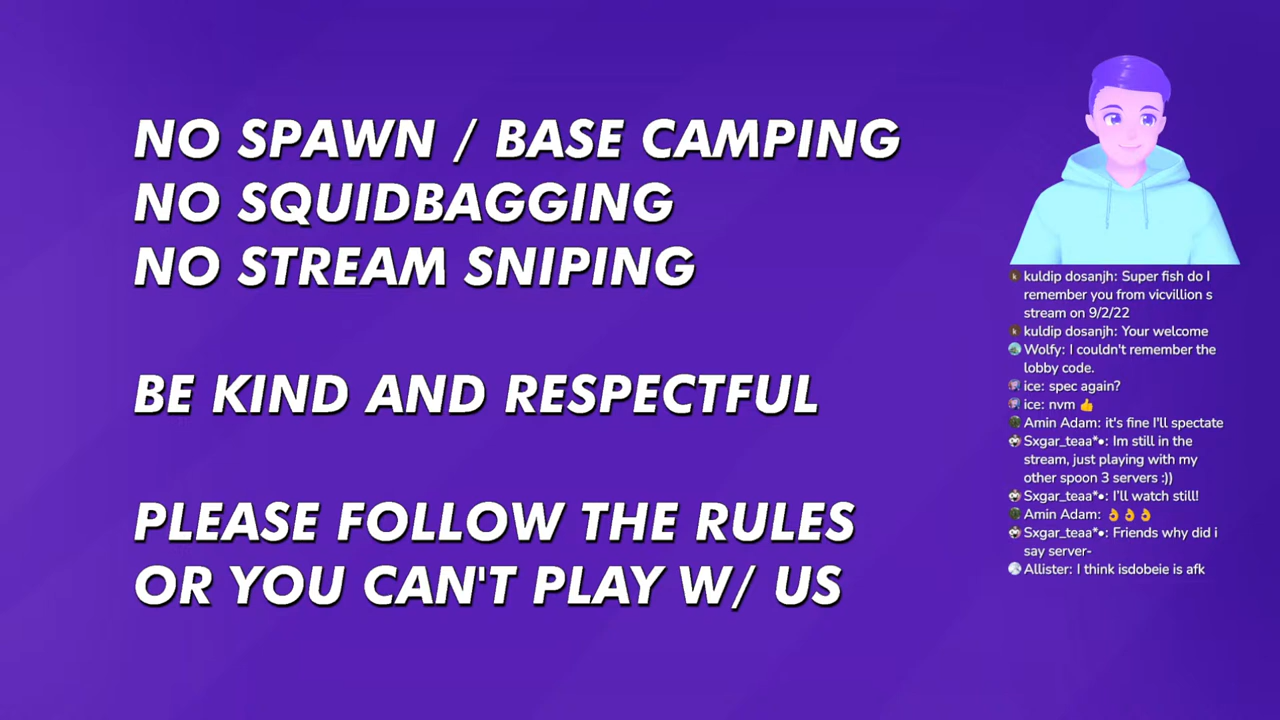 NO SPAWN / BASE CAMPING
NO SQUIDBAGGING
NO STREAM SNIPING
BE KIND AND RESPECTFUL
PLEASE FOLLOW THE RULES
OR YOU CAN'T PLAY W/ US
kuldip dosanjh: Super fish do I
remember you from vicvillion s
stream on 9/2/22
kuldip dosanjh: Your welcome
Wolfy: I couldn't remember the
lobby code.
ice: spec again?
ice: nvm 👍
Amin Adam: it's fine I'll spectate
Sxgar_teaa*•: Im still in the
stream, just playing with my
other spoon 3 servers :))
Sxgar_teaa*•: I'll watch still!
Amin Adam: 👌👌👌
Sxgar_teaa*•: Friends why did i
say server-
Allister: I think isdobeie is afk